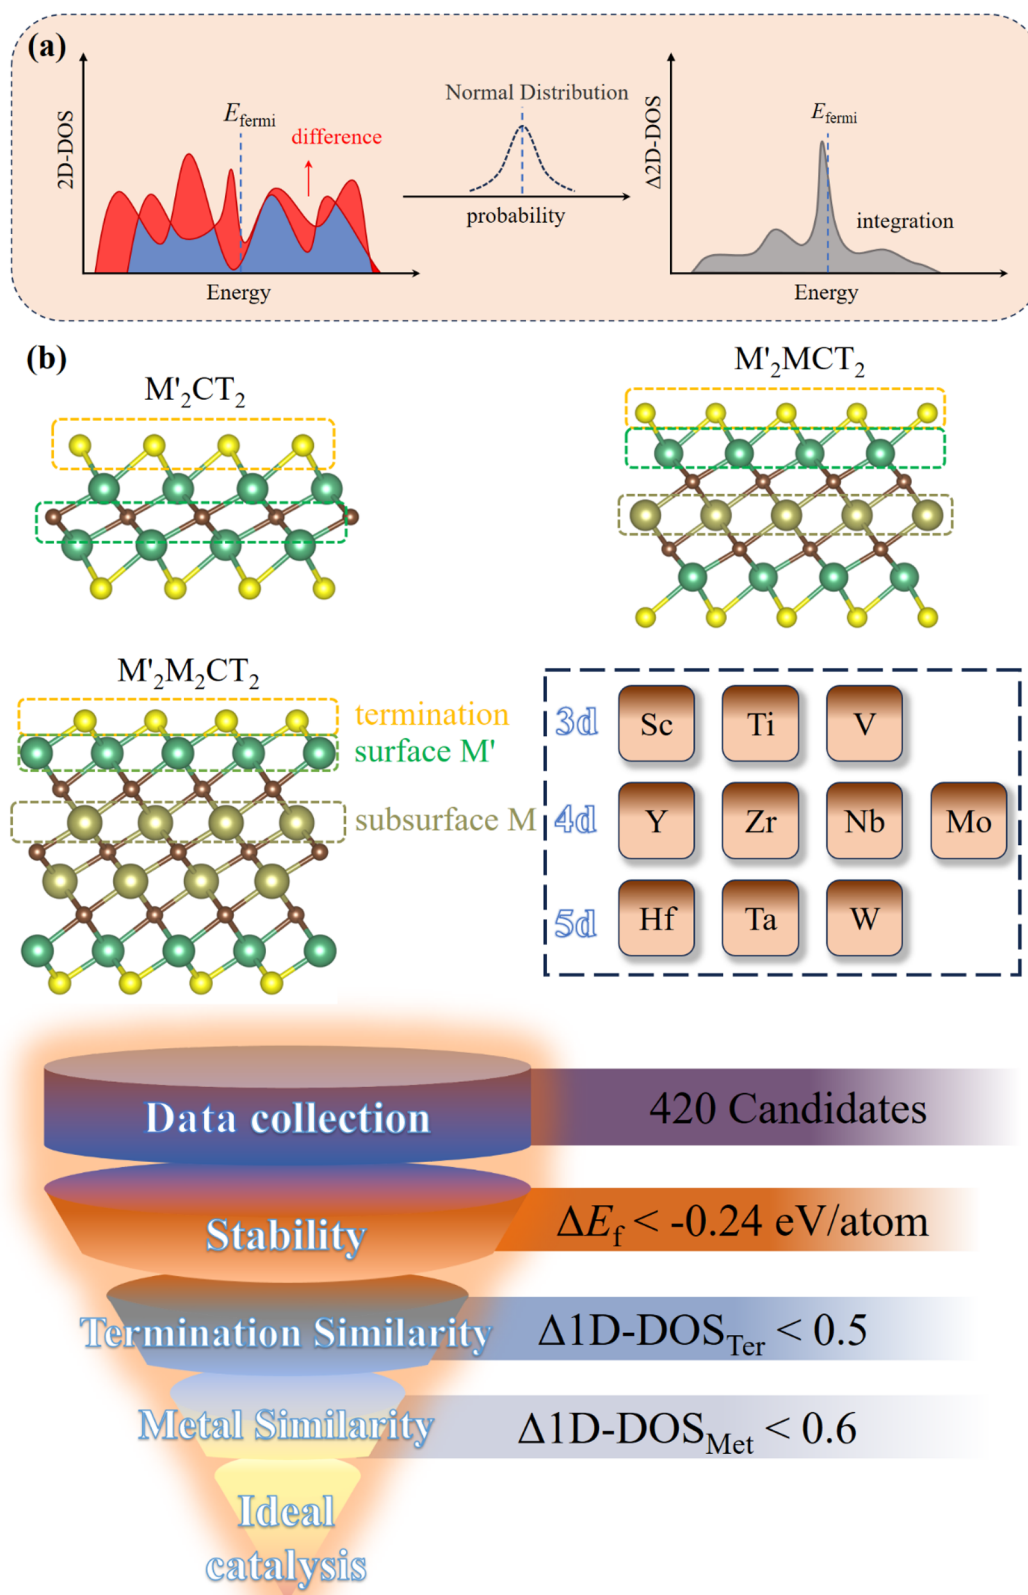 (a)
2D-DOS
E_fermi
difference
Energy
Normal Distribution
probability
Δ2D-DOS
E_fermi
integration
Energy
(b)
M'₂CT₂
M'₂MCT₂
M'₂M₂CT₂
termination
surface M'
subsurface M
3d Sc Ti V
4d Y Zr Nb Mo
5d Hf Ta W
Data collection 420 Candidates
Stability ΔE_f < -0.24 eV/atom
Termination Similarity Δ1D-DOS_Ter < 0.5
Metal Similarity Δ1D-DOS_Met < 0.6
Ideal
catalysis